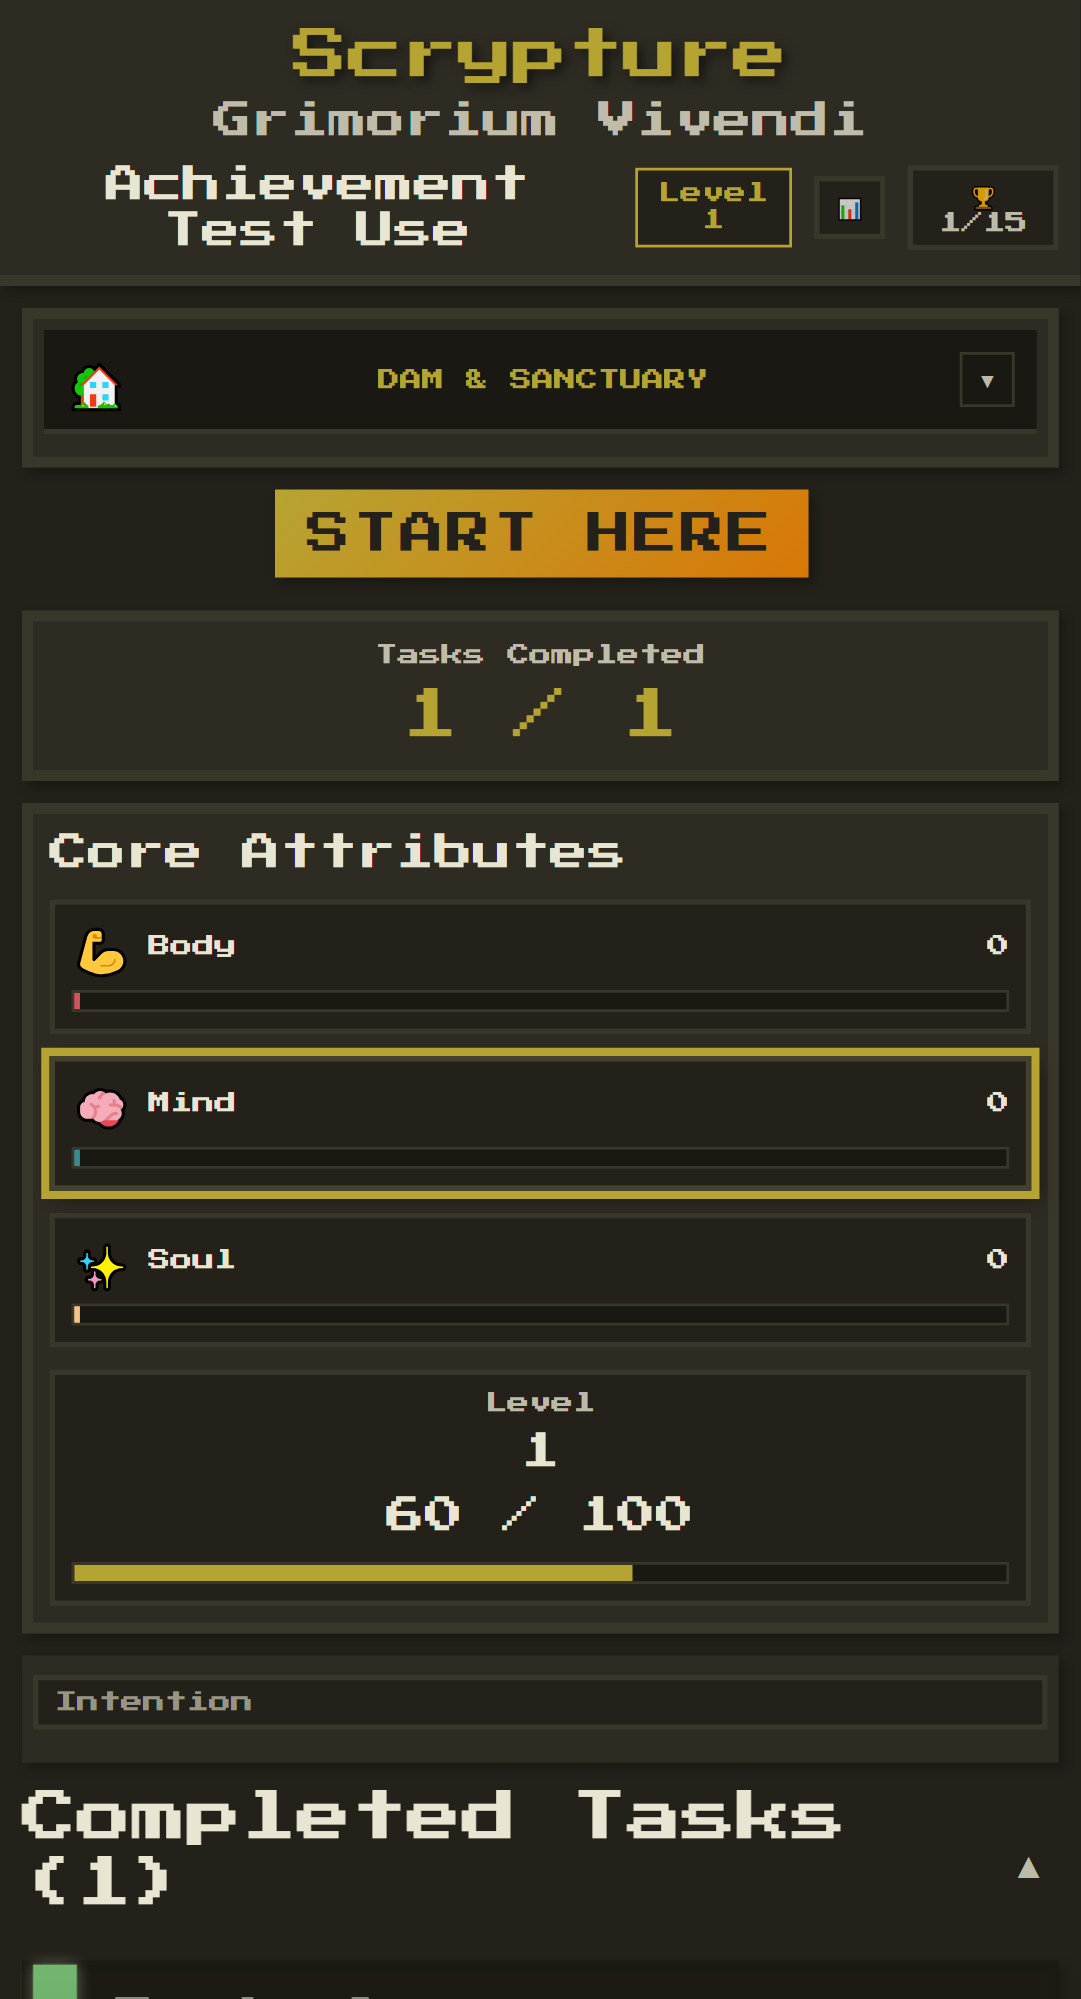 Scrypture
Grimorium Vivendi
Achievement
Test Use
Level
1
1/15
DAM & SANCTUARY
START HERE
Tasks Completed
1 / 1
Core Attributes
Body 0
Mind 0
Soul 0
Level
1
60 / 100
Intention
Completed Tasks
(1)